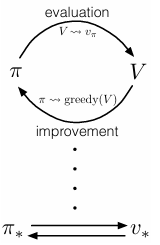 evaluation
V ⇝ v_π
π V
π ⇝ greedy(V)
improvement
π_* v_*